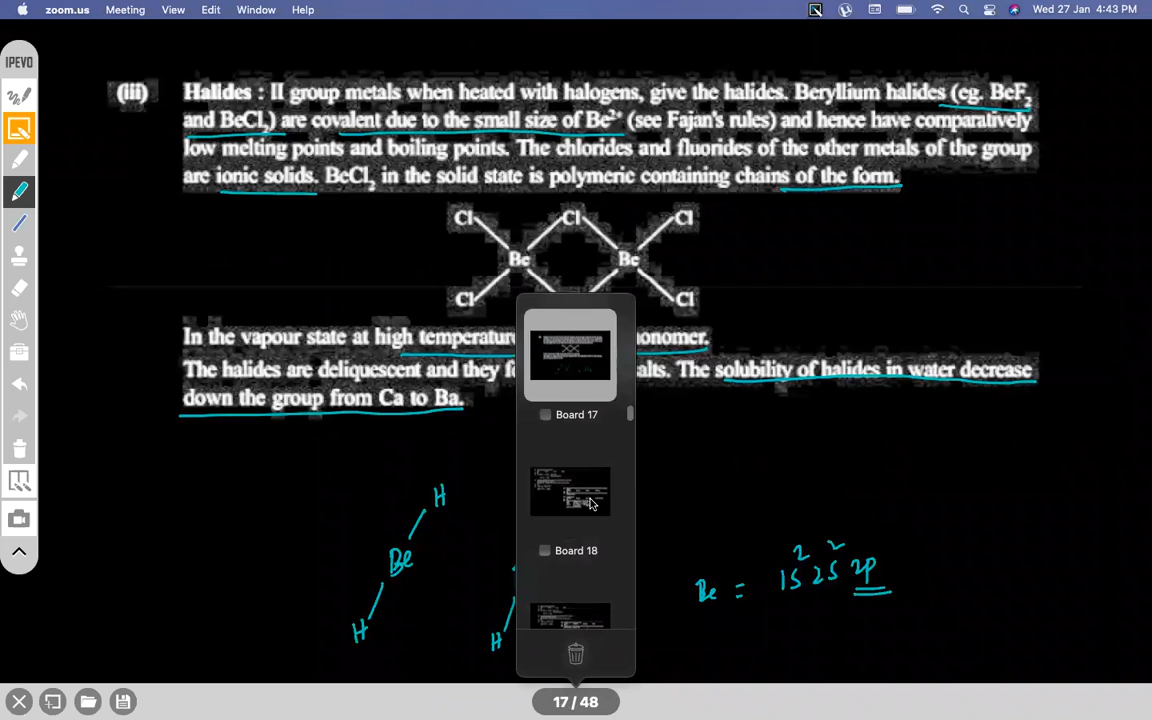 zoom.us Meeting View Edit Window Help Wed 27 Jan 4:43 PM
IPEVO
(iii) Halides : II group metals when heated with halogens, give the halides. Beryllium halides (eg. BeF₂
and BeCl₂) are covalent due to the small size of Be²⁺ (see Fajan's rules) and hence have comparatively
low melting points and boiling points. The chlorides and fluorides of the other metals of the group
are ionic solids. BeCl₂ in the solid state is polymeric containing chains of the form.
Cl Cl Cl
Be Be
Cl Cl
In the vapour state at high temperature onomer.
The halides are deliquescent and they fo alts. The solubility of halides in water decrease
down the group from Ca to Ba.
Board 17
Board 18
H
Be
H
H
Be = 1s² 2s² 2p
17 / 48